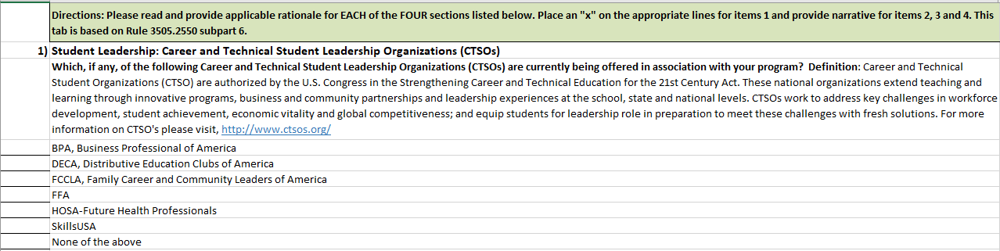 Directions: Please read and provide applicable rationale for EACH of the FOUR sections listed below. Place an "x" on the appropriate lines for items 1 and provide narrative for items 2, 3 and 4. This
tab is based on Rule 3505.2550 subpart 6.
1) Student Leadership: Career and Technical Student Leadership Organizations (CTSOs)
Which, if any, of the following Career and Technical Student Leadership Organizations (CTSOs) are currently being offered in association with your program? Definition: Career and Technical
Student Organizations (CTSO) are authorized by the U.S. Congress in the Strengthening Career and Technical Education for the 21st Century Act. These national organizations extend teaching and
learning through innovative programs, business and community partnerships and leadership experiences at the school, state and national levels. CTSOs work to address key challenges in workforce
development, student achievement, economic vitality and global competitiveness; and equip students for leadership role in preparation to meet these challenges with fresh solutions. For more
information on CTSO's please visit, http://www.ctsos.org/
BPA, Business Professional of America
DECA, Distributive Education Clubs of America
FCCLA, Family Career and Community Leaders of America
FFA
HOSA-Future Health Professionals
SkillsUSA
None of the above